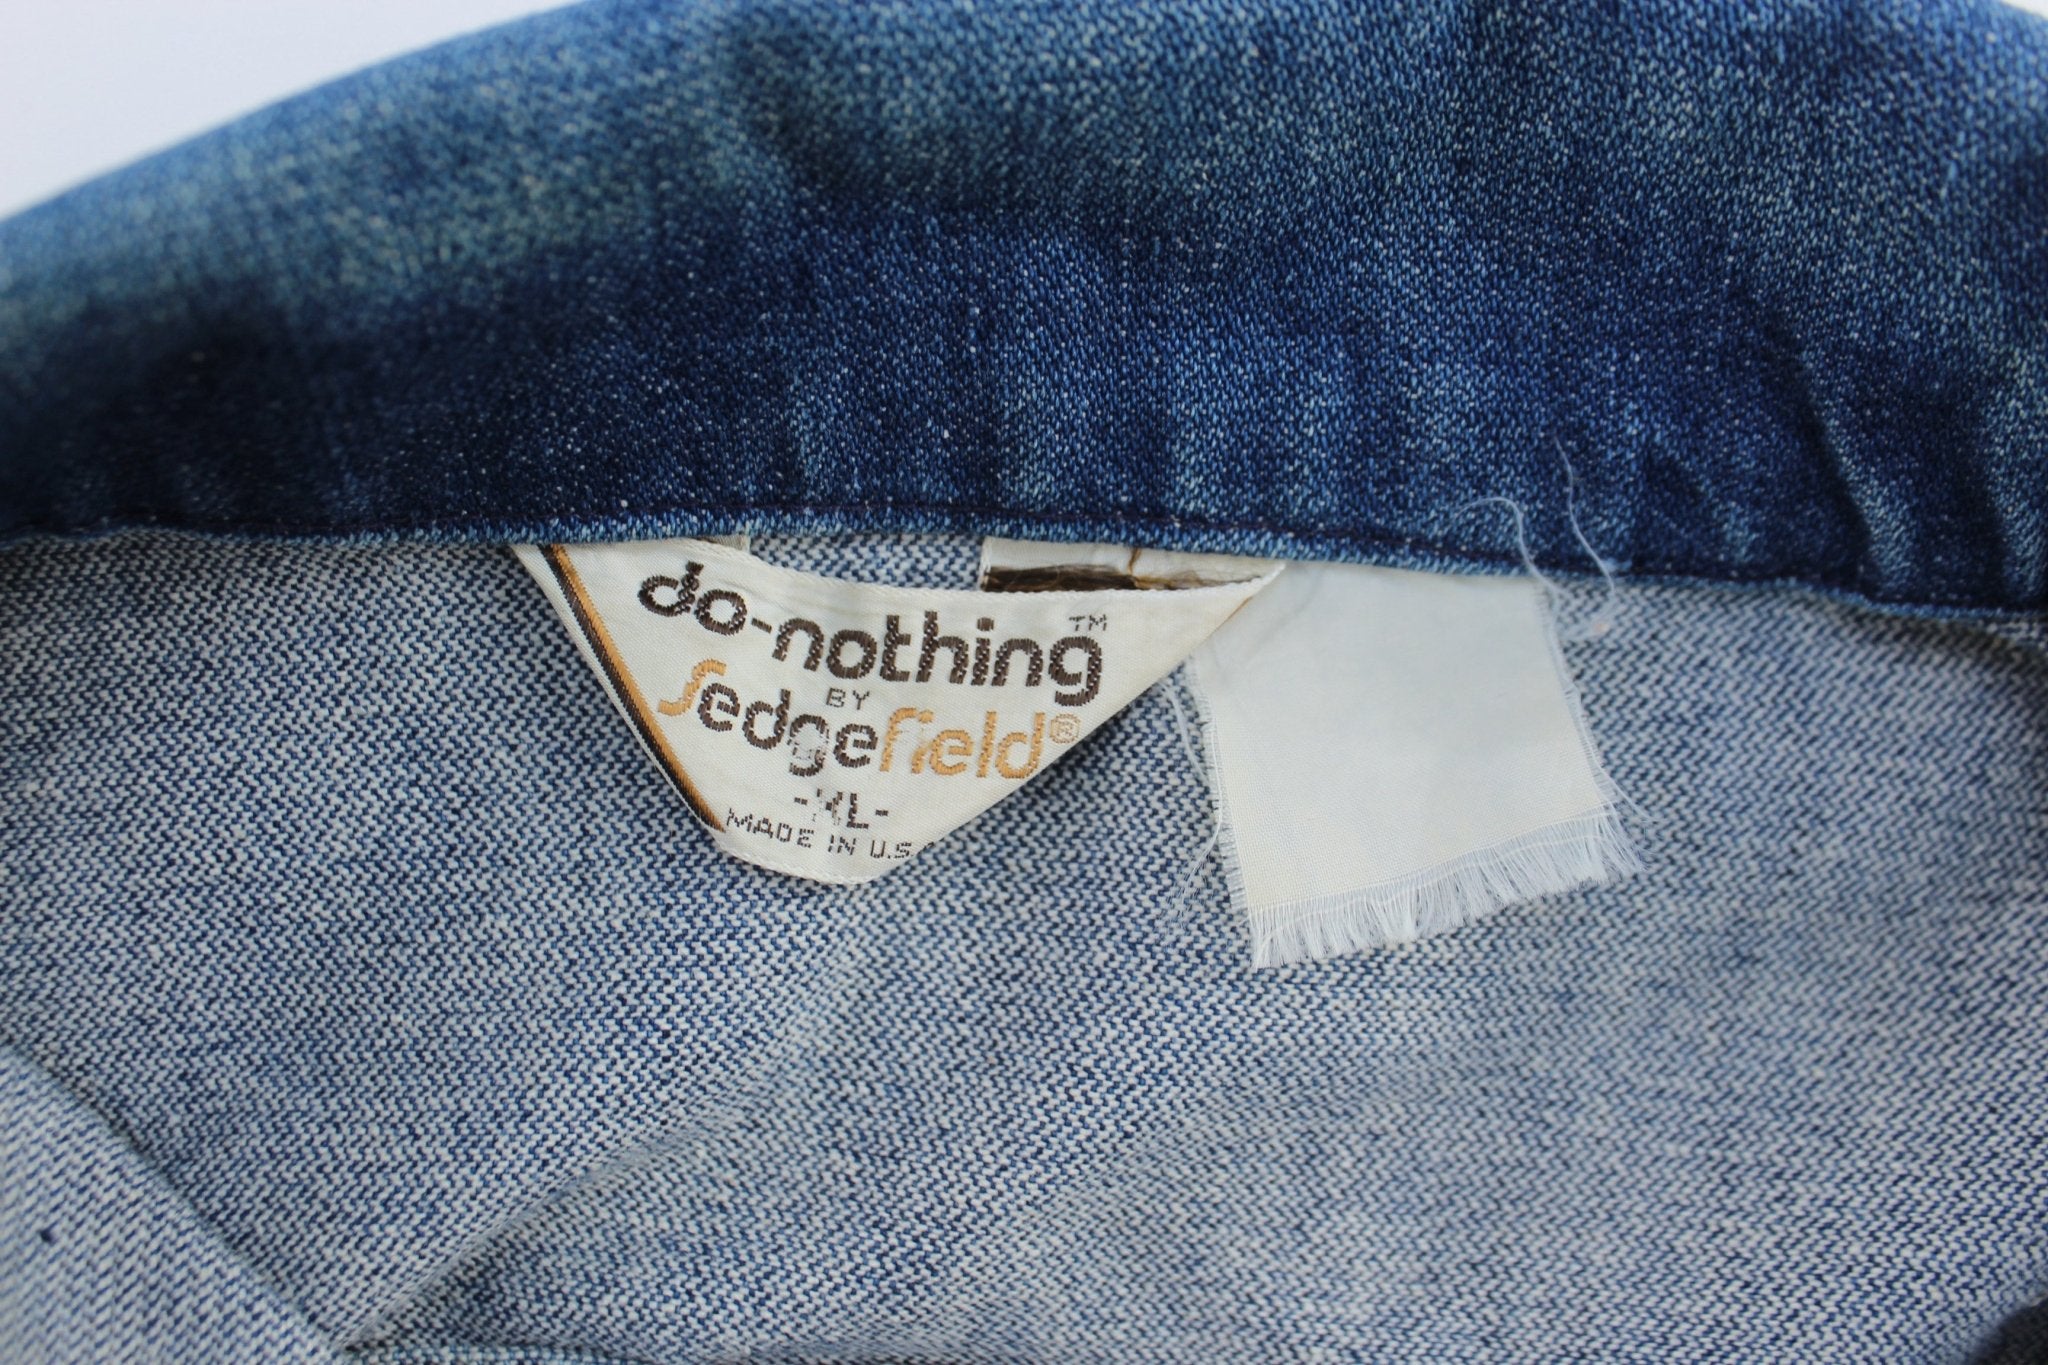 do-nothing™
BY
Sedgefield®
-XL-
MADE IN U.S.